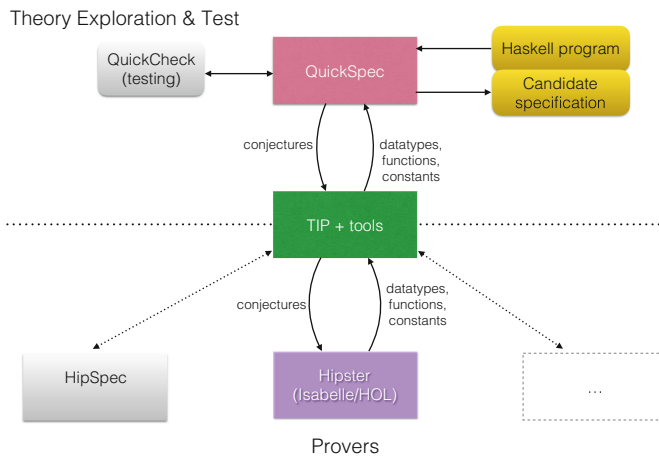 Theory Exploration & Test
QuickCheck
(testing)
QuickSpec
Haskell program
Candidate
specification
conjectures
datatypes,
functions,
constants
TIP + tools
conjectures
datatypes,
functions,
constants
HipSpec
Hipster
(Isabelle/HOL)
...
Provers